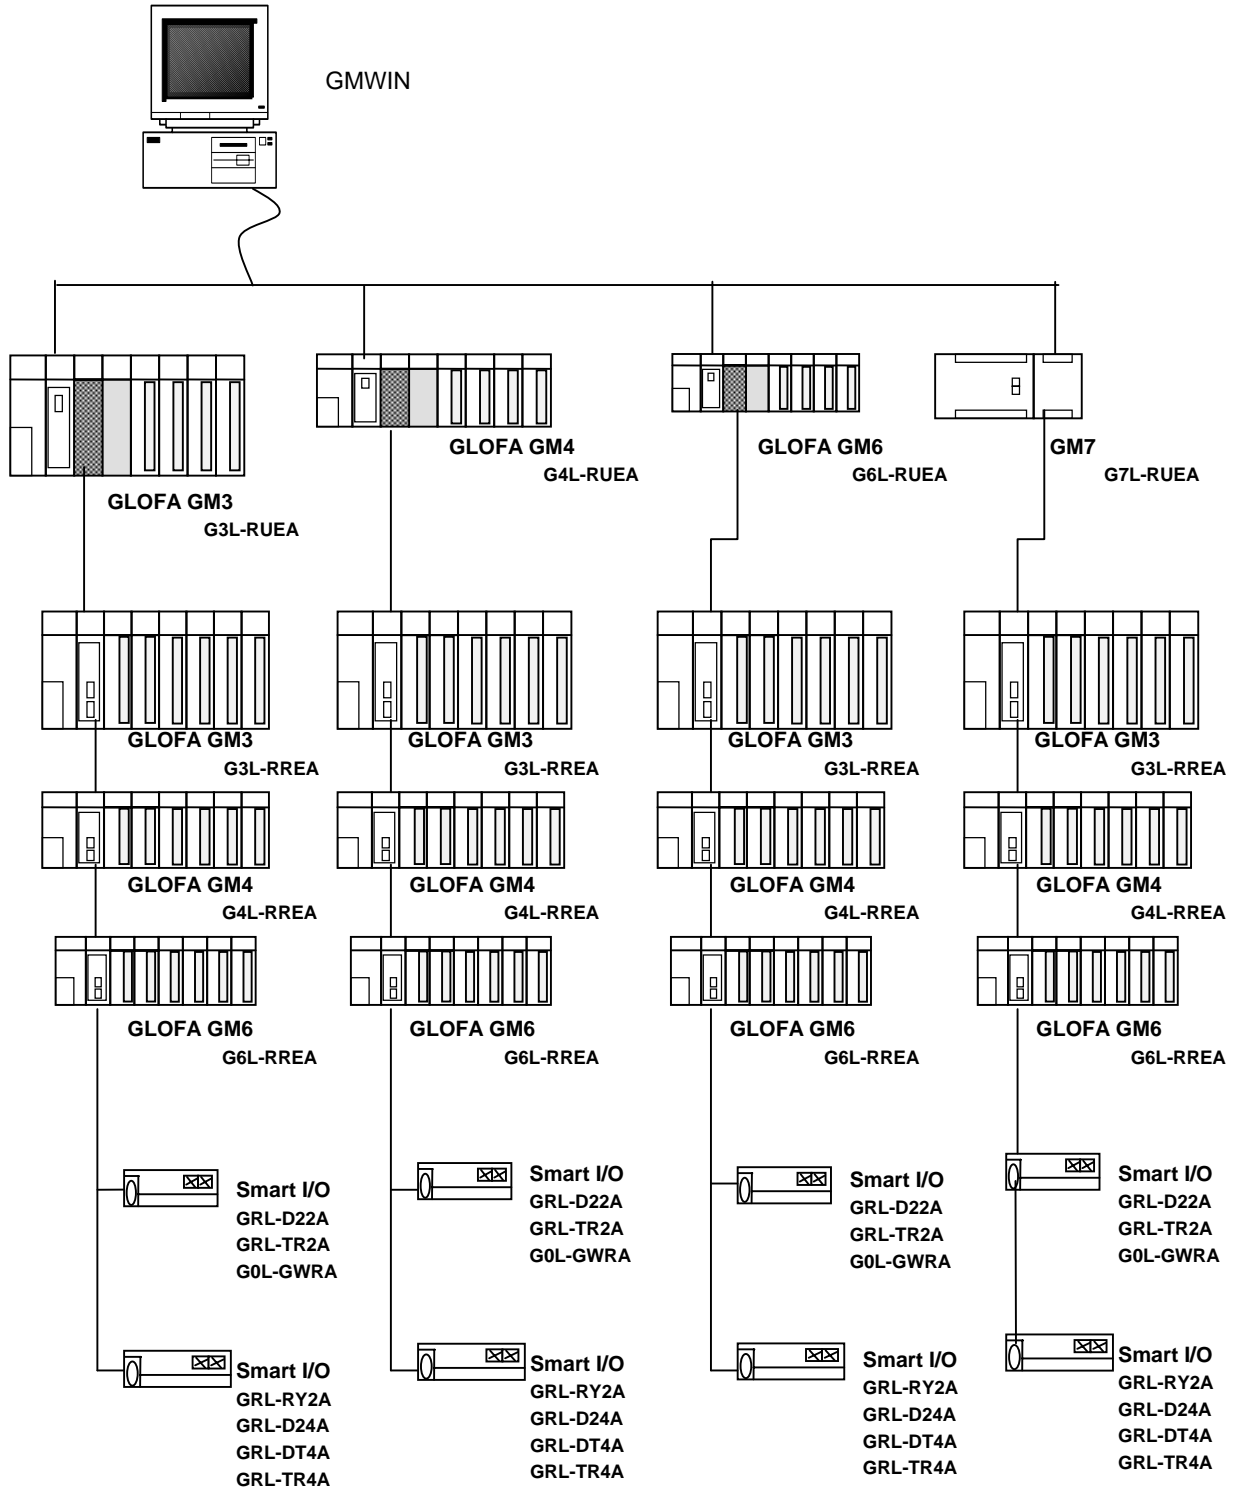 GMWIN
GLOFA GM4
G4L-RUEA
GLOFA GM6
G6L-RUEA
GM7
G7L-RUEA
GLOFA GM3
G3L-RUEA
GLOFA GM3
G3L-RREA
GLOFA GM3
G3L-RREA
GLOFA GM3
G3L-RREA
GLOFA GM3
G3L-RREA
GLOFA GM4
G4L-RREA
GLOFA GM4
G4L-RREA
GLOFA GM4
G4L-RREA
GLOFA GM4
G4L-RREA
GLOFA GM6
G6L-RREA
GLOFA GM6
G6L-RREA
GLOFA GM6
G6L-RREA
GLOFA GM6
G6L-RREA
Smart I/O
GRL-D22A
GRL-TR2A
G0L-GWRA
Smart I/O
GRL-D22A
GRL-TR2A
G0L-GWRA
Smart I/O
GRL-D22A
GRL-TR2A
G0L-GWRA
Smart I/O
GRL-D22A
GRL-TR2A
G0L-GWRA
Smart I/O
GRL-RY2A
GRL-D24A
GRL-DT4A
GRL-TR4A
Smart I/O
GRL-RY2A
GRL-D24A
GRL-DT4A
GRL-TR4A
Smart I/O
GRL-RY2A
GRL-D24A
GRL-DT4A
GRL-TR4A
Smart I/O
GRL-RY2A
GRL-D24A
GRL-DT4A
GRL-TR4A